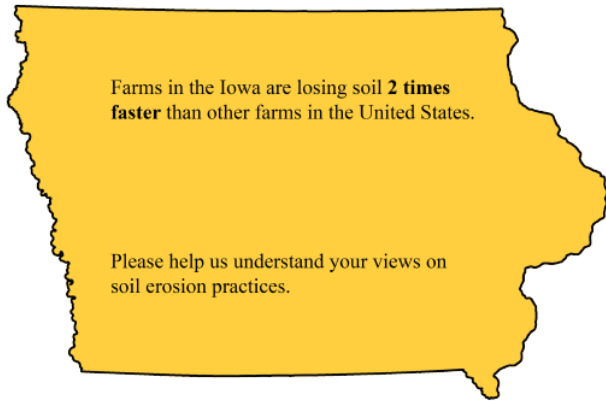 Farms in the Iowa are losing soil 2 times
faster than other farms in the United States.
Please help us understand your views on
soil erosion practices.